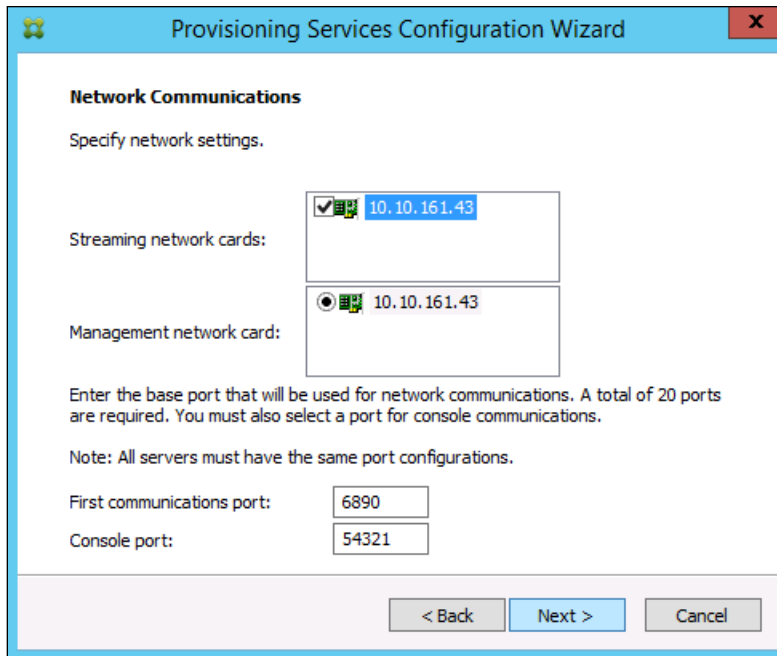 Provisioning Services Configuration Wizard
x
Network Communications
Specify network settings.
10.10.161.43
Streaming network cards:
10.10.161.43
Management network card:
Enter the base port that will be used for network communications. A total of 20 ports
are required. You must also select a port for console communications.
Note: All servers must have the same port configurations.
First communications port: 6890
Console port: 54321
< Back Next > Cancel